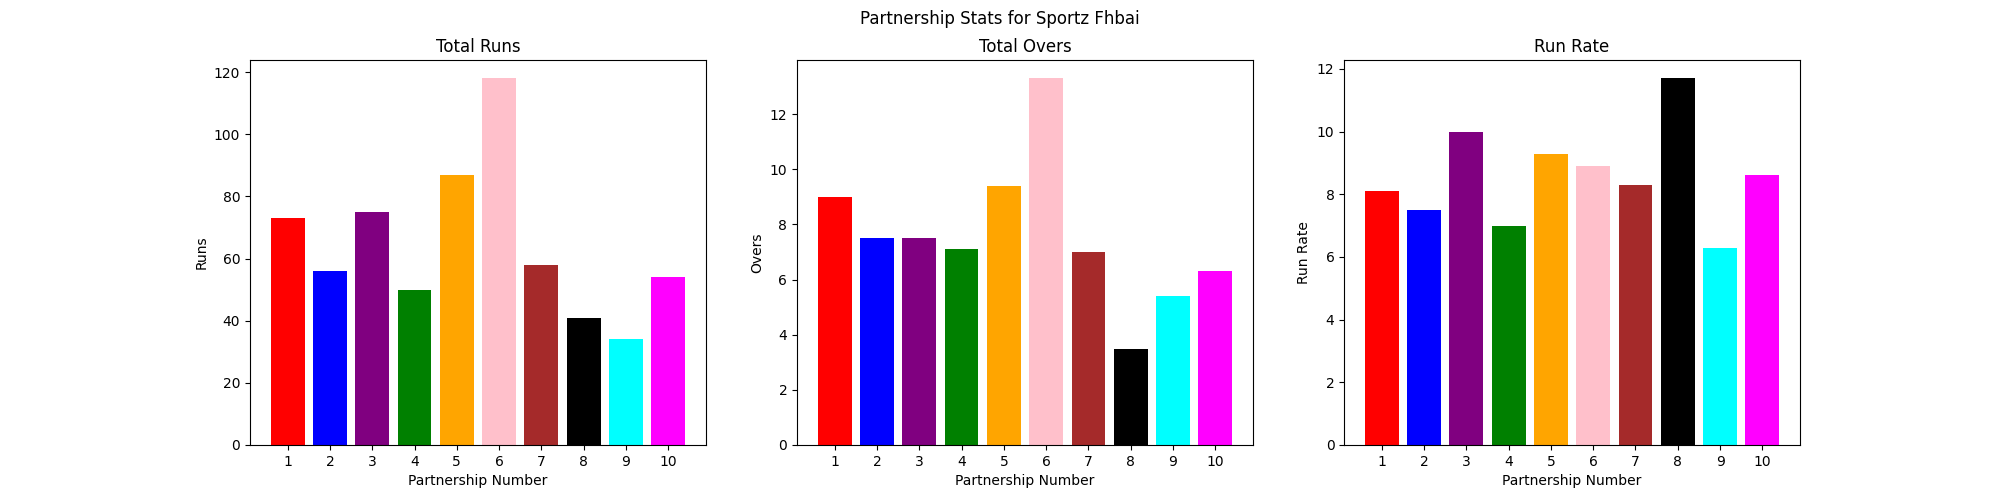 Partnership Stats for Sportz Fhbai
Total Runs
Runs
120
100
80
60
40
20
0
1 2 3 4 5 6 7 8 9 10
Partnership Number
Total Overs
Overs
12
10
8
6
4
2
0
1 2 3 4 5 6 7 8 9 10
Partnership Number
Run Rate
Run Rate
12
10
8
6
4
2
0
1 2 3 4 5 6 7 8 9 10
Partnership Number